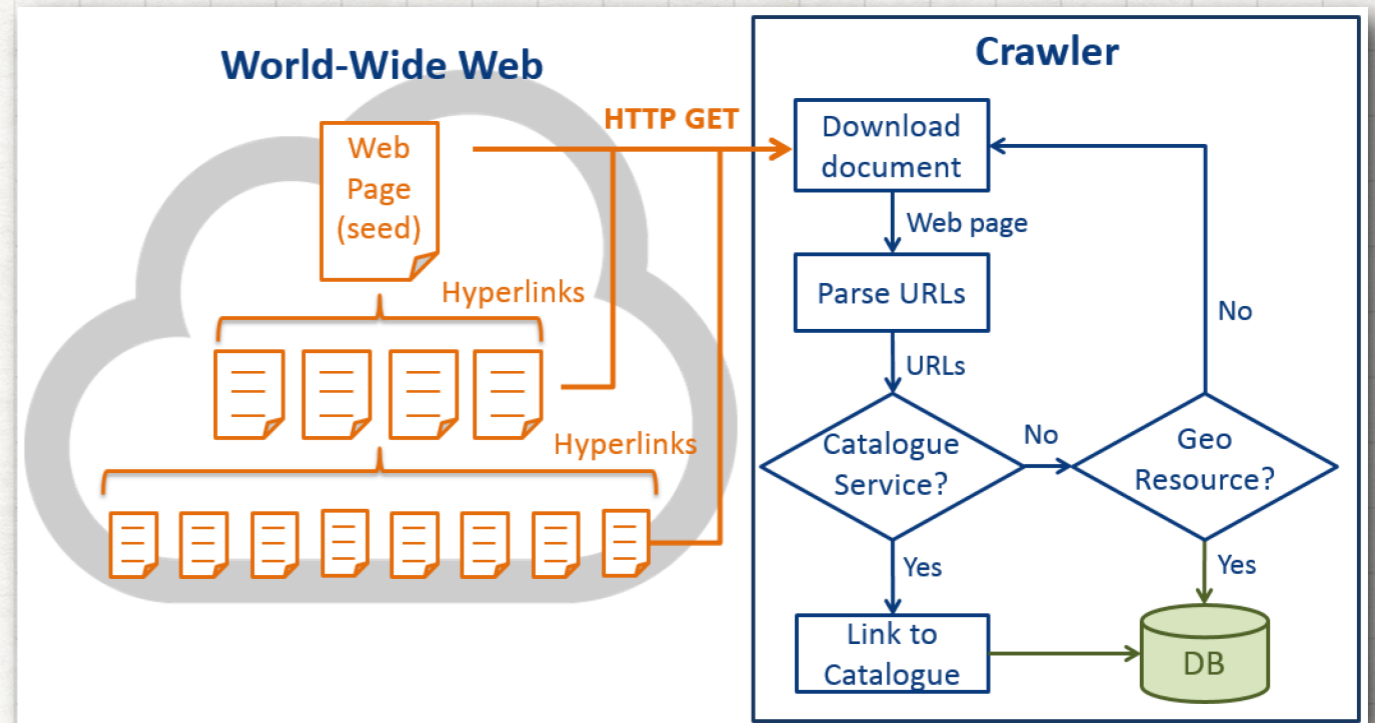 World-Wide Web
Web
Page
(seed)
Hyperlinks
Hyperlinks
HTTP GET
Crawler
Download
document
Web page
Parse URLs
URLs
Catalogue
Service?
No
Geo
Resource?
No
Yes
Yes
Link to
Catalogue
DB